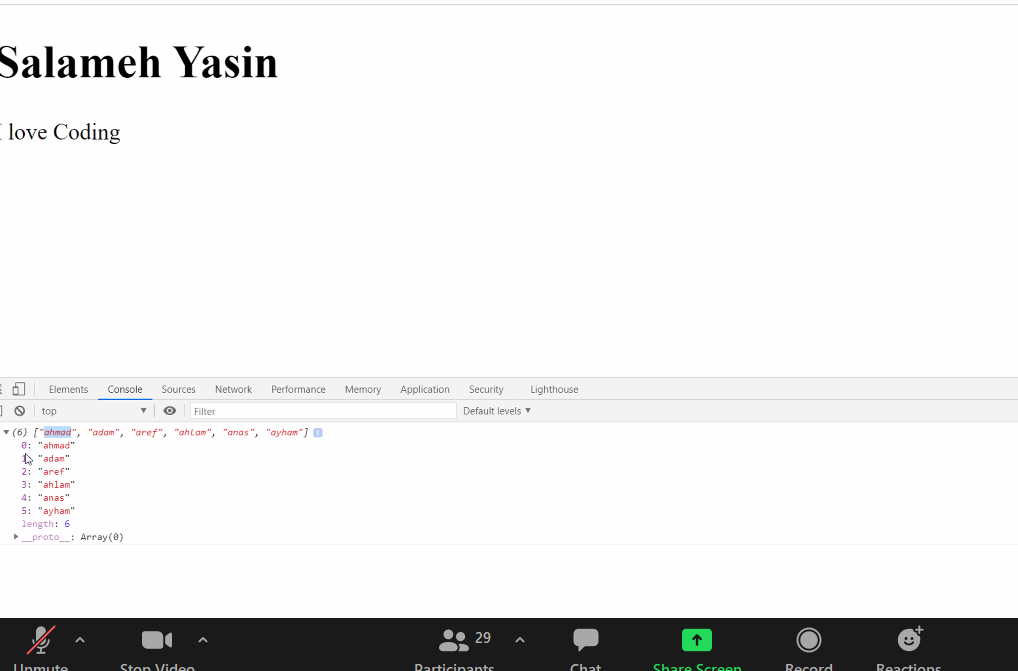 Salameh Yasin
I love Coding
Elements Console Sources Network Performance Memory Application Security Lighthouse
top ▼ Filter Default levels ▼
▼(6) ["ahmad", "adam", "aref", "ahlam", "anas", "ayham"] i
0: "ahmad"
1: "adam"
2: "aref"
3: "ahlam"
4: "anas"
5: "ayham"
length: 6
▶ __proto__: Array(0)
29
Unmute Stop Video Participants Chat Share Screen Record Reactions